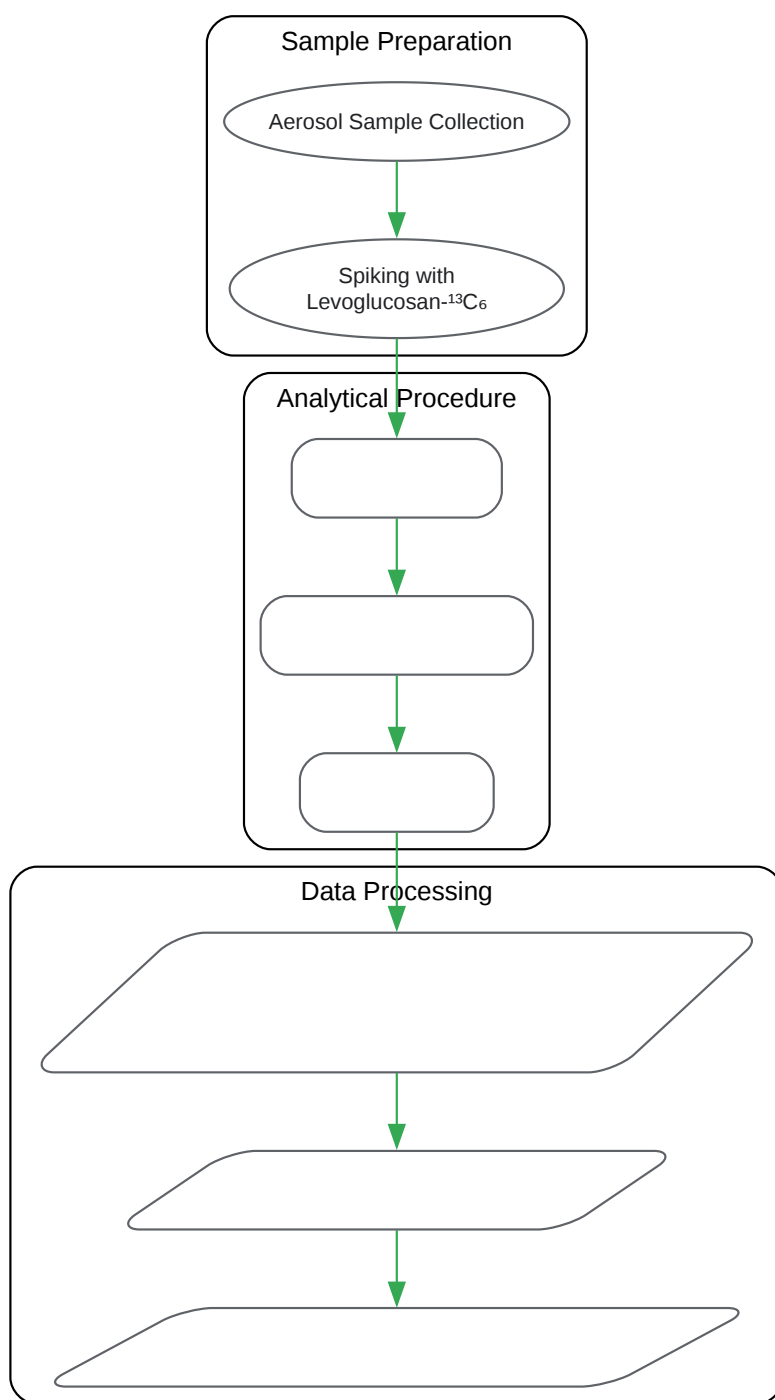 Sample Preparation
Aerosol Sample Collection
Spiking with
Levoglucosan-¹³C₆
Analytical Procedure
Data Processing